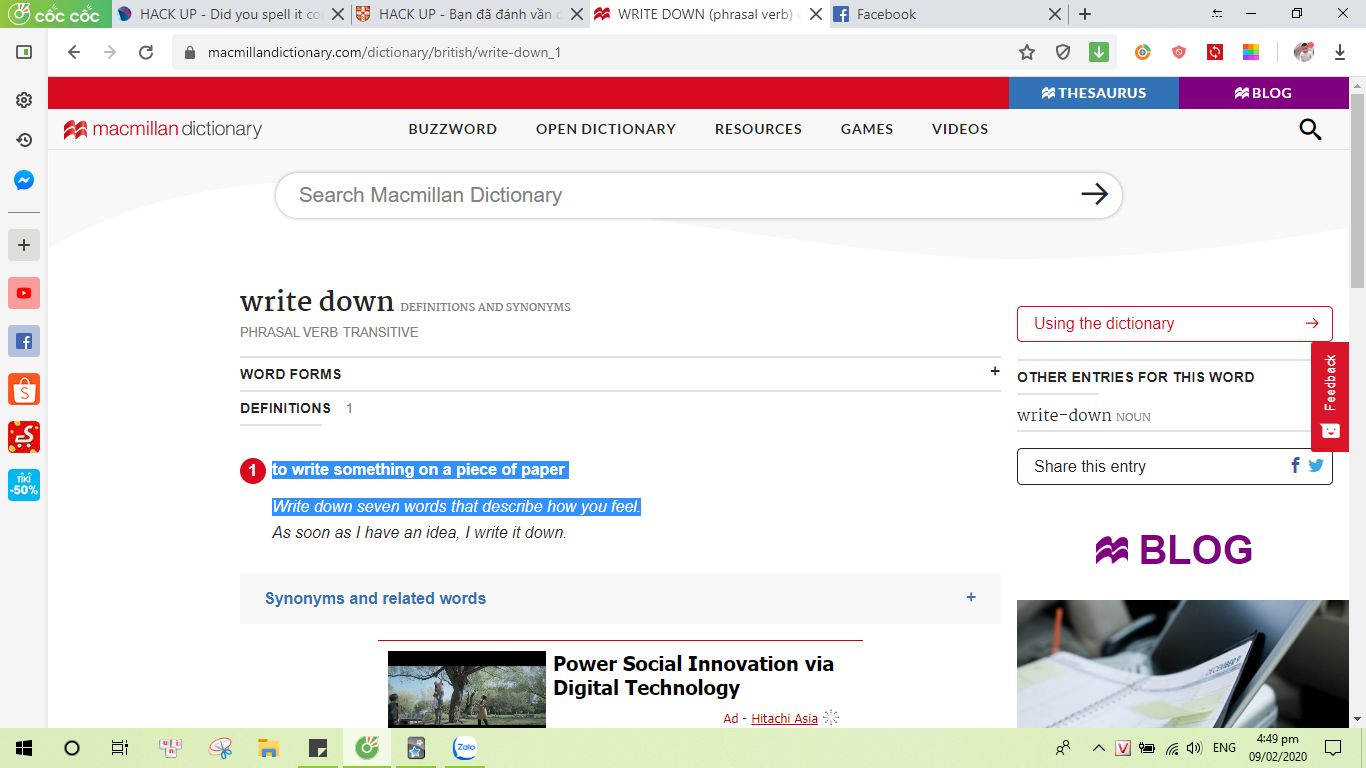 cốc cốc
HACK UP - Did you spell it co
HACK UP - Bạn đã đánh vần đ
WRITE DOWN (phrasal verb)
Facebook
macmillandictionary.com/dictionary/british/write-down_1
THESAURUS
BLOG
macmillan dictionary
BUZZWORD
OPEN DICTIONARY
RESOURCES
GAMES
VIDEOS
Search Macmillan Dictionary
write down DEFINITIONS AND SYNONYMS
PHRASAL VERB TRANSITIVE
WORD FORMS +
DEFINITIONS 1
1 to write something on a piece of paper
Write down seven words that describe how you feel.
As soon as I have an idea, I write it down.
Synonyms and related words +
Power Social Innovation via
Digital Technology
Ad - Hitachi Asia
Using the dictionary
OTHER ENTRIES FOR THIS WORD
write-down NOUN
Share this entry
Feedback
BLOG
DECEMBER
TIKI
-50%
Zalo
V
ENG
4:49 pm
09/02/2020